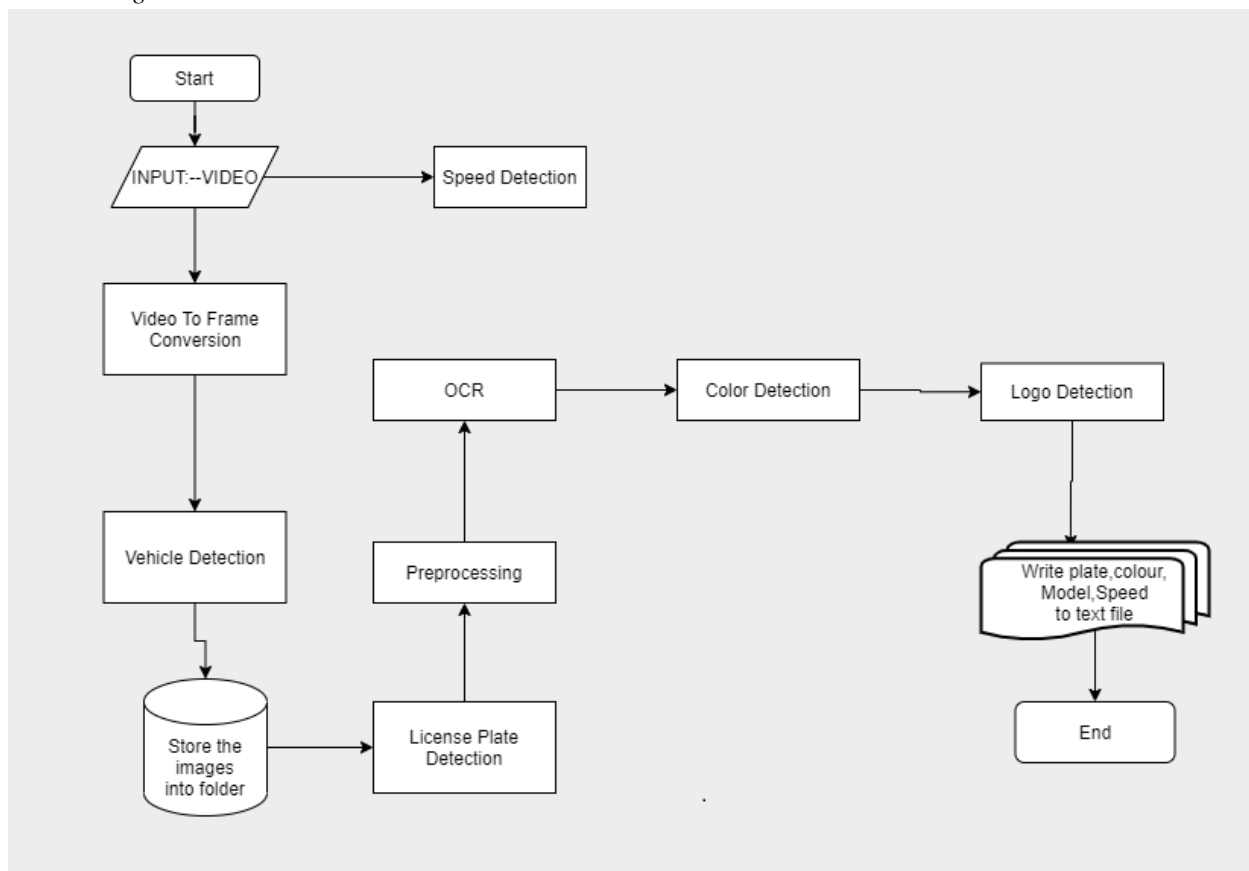 Start
INPUT:--VIDEO
Speed Detection
Video To Frame
Conversion
OCR
Color Detection
Logo Detection
Vehicle Detection
Preprocessing
Write plate,colour,
Model,Speed
to text file
Store the
images
into folder
License Plate
Detection
End
.